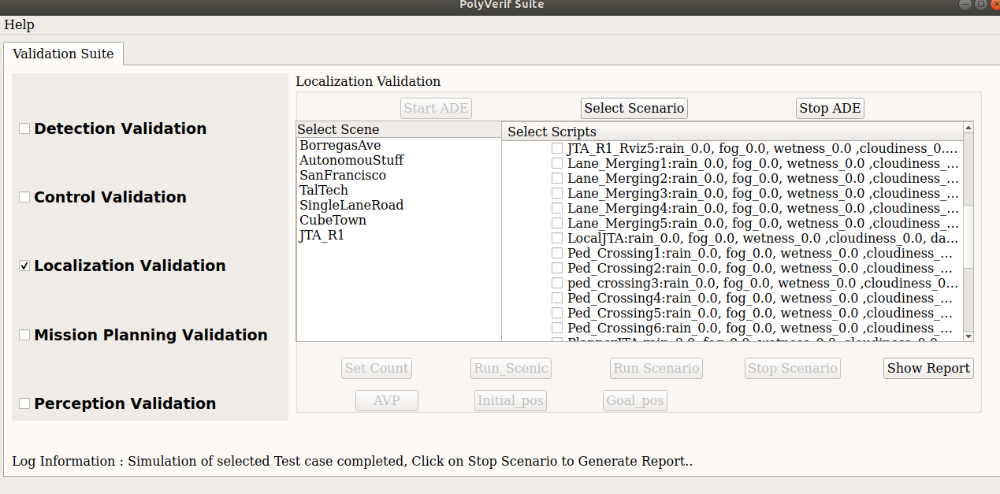 PolyVerif Suite
Help
Validation Suite
Detection Validation
Control Validation
Localization Validation
Mission Planning Validation
Perception Validation
Localization Validation
Start ADE
Select Scenario
Stop ADE
Select Scene
BorregasAve
AutonomouStuff
SanFrancisco
TalTech
SingleLaneRoad
CubeTown
JTA_R1
Select Scripts
JTA_R1_Rviz5:rain_0.0, fog_0.0, wetness_0.0 ,cloudiness_0....
Lane_Merging1:rain_0.0, fog_0.0, wetness_0.0 ,cloudiness_...
Lane_Merging2:rain_0.0, fog_0.0, wetness_0.0 ,cloudiness_...
Lane_Merging3:rain_0.0, fog_0.0, wetness_0.0 ,cloudiness_...
Lane_Merging4:rain_0.0, fog_0.0, wetness_0.0 ,cloudiness_...
Lane_Merging5:rain_0.0, fog_0.0, wetness_0.0 ,cloudiness_...
LocalJTA:rain_0.0, fog_0.0, wetness_0.0 ,cloudiness_0.0, da...
Ped_Crossing1:rain_0.0, fog_0.0, wetness_0.0 ,cloudiness_...
Ped_Crossing2:rain_0.0, fog_0.0, wetness_0.0 ,cloudiness_...
ped_crossing3:rain_0.0, fog_0.0, wetness_0.0 ,cloudiness_0...
Ped_Crossing4:rain_0.0, fog_0.0, wetness_0.0 ,cloudiness_...
Ped_Crossing5:rain_0.0, fog_0.0, wetness_0.0 ,cloudiness_...
Ped_Crossing6:rain_0.0, fog_0.0, wetness_0.0 ,cloudiness_...
Set Count
Run_Scenic
Run Scenario
Stop Scenario
Show Report
AVP
Initial_pos
Goal_pos
Log Information : Simulation of selected Test case completed, Click on Stop Scenario to Generate Report..